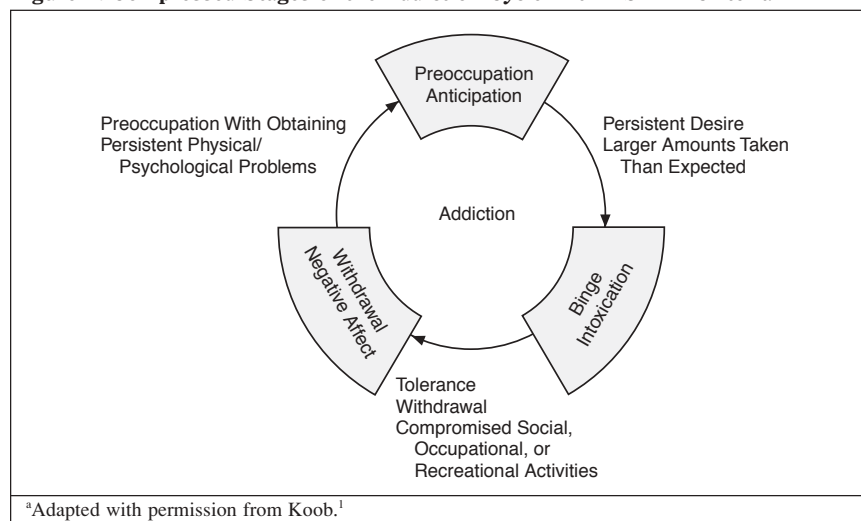 Preoccupation
Anticipation
Preoccupation With Obtaining
Persistent Physical/
Psychological Problems
Persistent Desire
Larger Amounts Taken
Than Expected
Addiction
Withdrawal
Negative Affect
Binge
Intoxication
Tolerance
Withdrawal
Compromised Social,
Occupational, or
Recreational Activities
ᵃAdapted with permission from Koob.¹